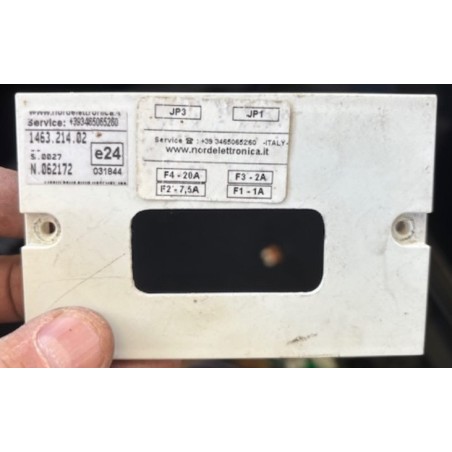 www.nordelettronica.it
Service: +393465065260
1463.214.02
S.0027
N.062172
e24
031844
JP3
JP1
Service ☎: +39 3465065260 -ITALY-
www.nordelettronica.it
F4 - 20A
F3 - 2A
F2 - 7,5A
F1 - 1A